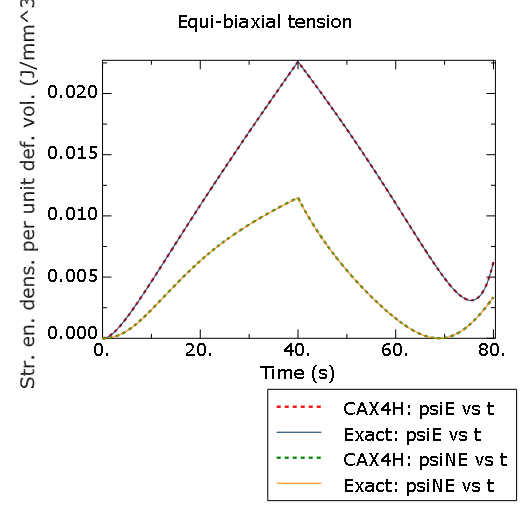 Equi-biaxial tension
Str. en. dens. per unit def. vol. (J/mm^3
0.020
0.015
0.010
0.005
0.000
0. 20. 40. 60. 80.
Time (s)
CAX4H: psiE vs t
Exact: psiE vs t
CAX4H: psiNE vs t
Exact: psiNE vs t